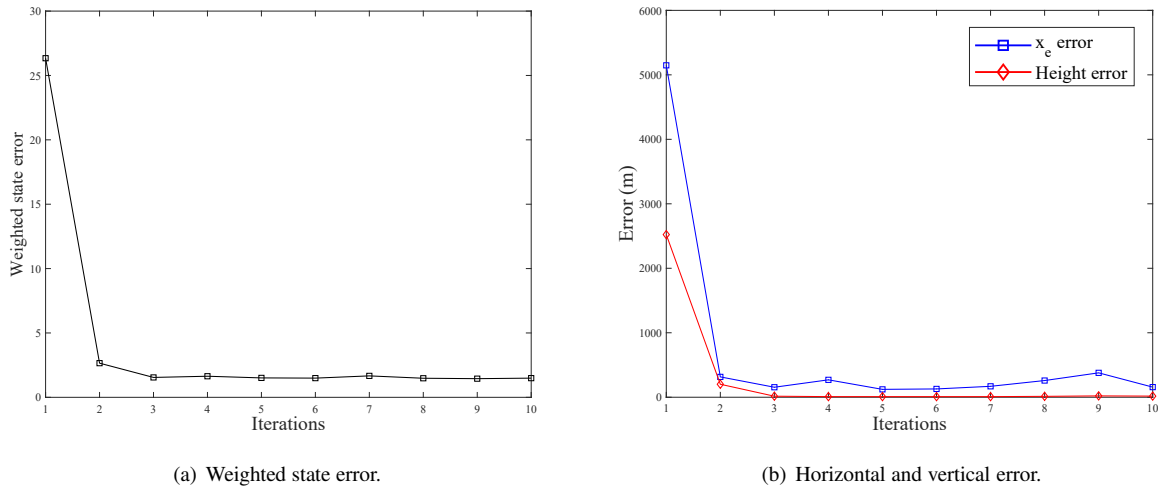 30
25
20
15
10
5
0
Weighted state error
1 2 3 4 5 6 7 8 9 10
Iterations
(a) Weighted state error.
6000
5000
4000
3000
2000
1000
0
Error (m)
x_e error
Height error
1 2 3 4 5 6 7 8 9 10
Iterations
(b) Horizontal and vertical error.